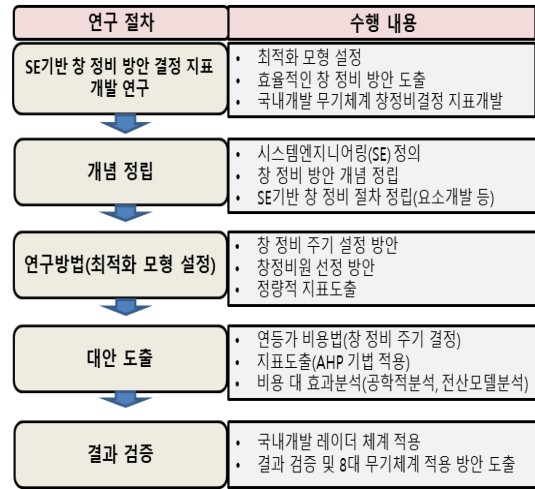 연구 절차
수행 내용
SE기반 창 정비 방안 결정 지표
개발 연구
• 최적화 모형 설정
• 효율적인 창 정비 방안 도출
• 국내개발 무기체계 창정비결정 지표개발
개념 정립
• 시스템엔지니어링(SE) 정의
• 창 정비 방안 개념 정립
• SE기반 창 정비 절차 정립(요소개발 등)
연구방법(최적화 모형 설정)
• 창 정비 주기 설정 방안
• 창정비원 선정 방안
• 정량적 지표도출
대안 도출
• 연등가 비용법(창 정비 주기 결정)
• 지표도출(AHP 기법 적용)
• 비용 대 효과분석(공학적분석, 전산모델분석)
결과 검증
• 국내개발 레이더 체계 적용
• 결과 검증 및 8대 무기체계 적용 방안 도출